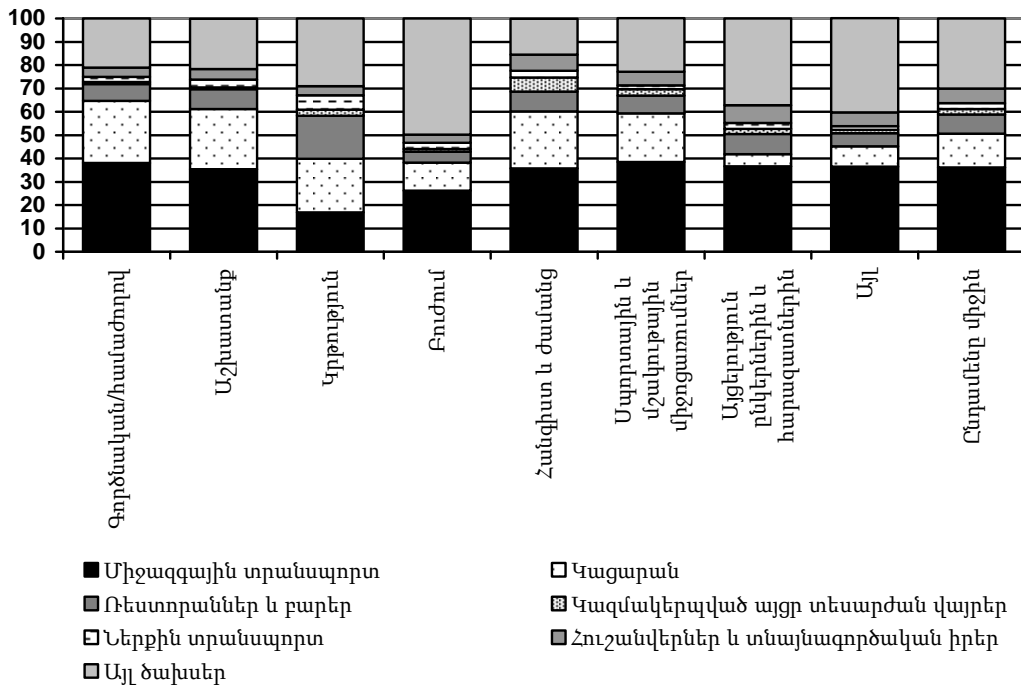 100
90
80
70
60
50
40
30
20
10
0
Գործնական/համաժողով
Աշխատանք
Կրթություն
Բուժում
Հանգիստ և ժամանց
Սպորտային և
մշակութային
միջոցառումներ
Այցելություն
ընկերներին և
հարազատներին
Այլ
Ընդամենը միջին
Միջազգային տրանսպորտ
Կացարան
Ռեստորաններ և բարեր
Կազմակերպված այցր տեսարժան վայրեր
Ներքին տրանսպորտ
Հուշանվերներ և տնայնագործական իրեր
Այլ ծախսեր